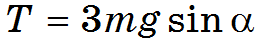 T = 3mg sin α